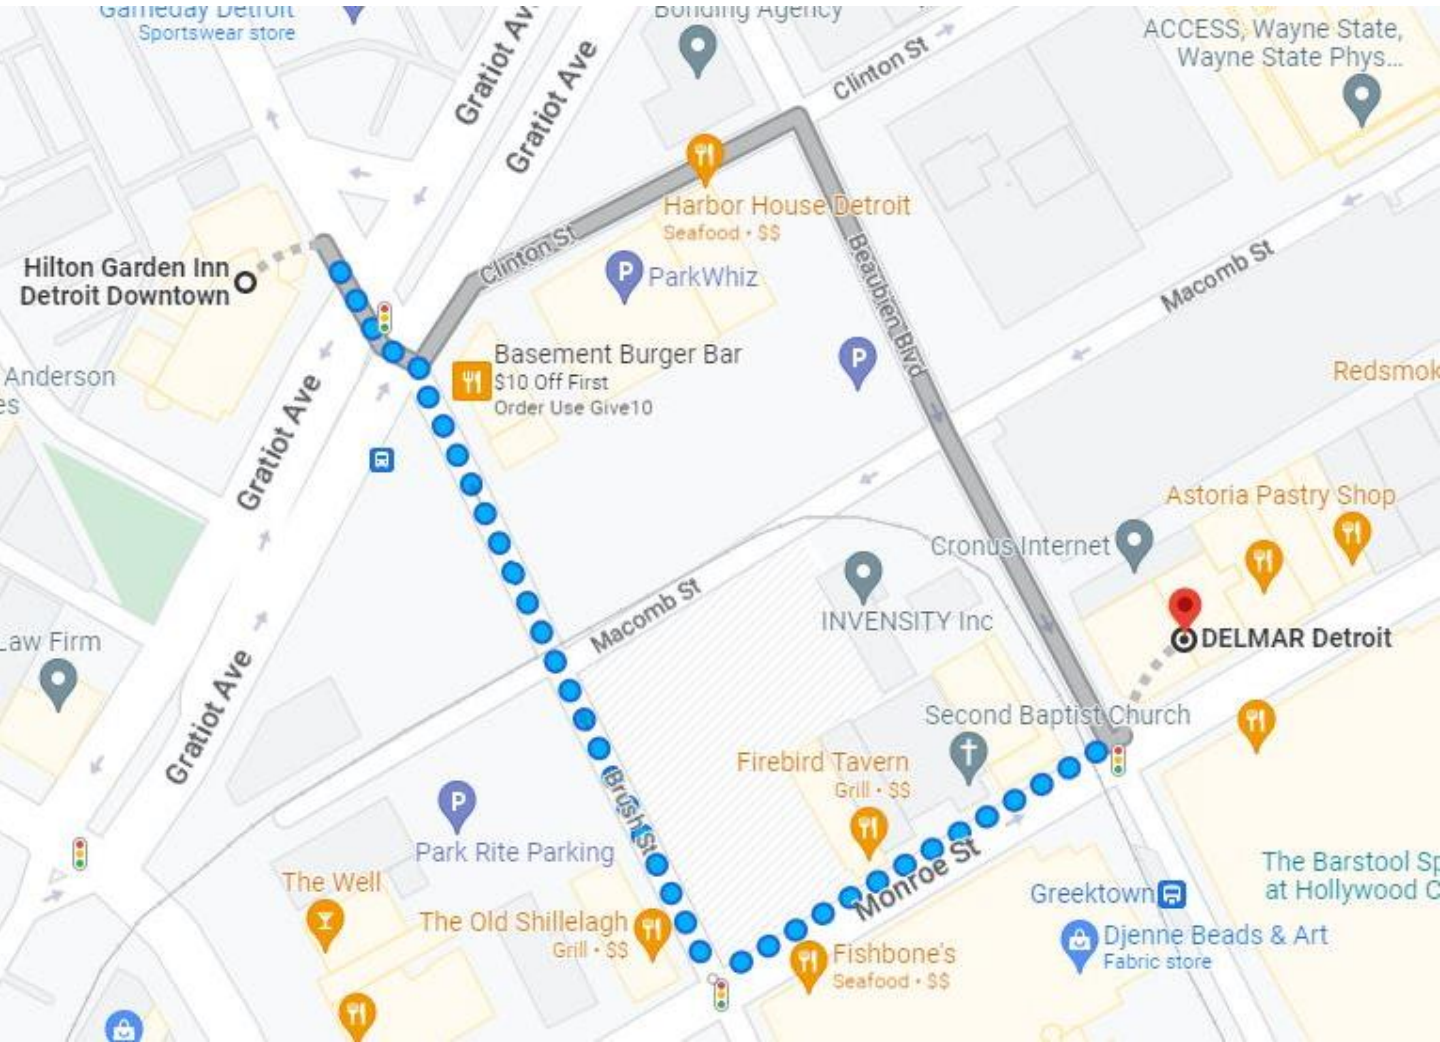 Gameday Detroit
Sportswear store
Gratiot Av
Gratiot Ave
Bonding Agency
Clinton St
ACCESS, Wayne State,
Wayne State Phys...
Harbor House Detroit
Seafood • $$
Clinton St
Hilton Garden Inn
Detroit Downtown
P
ParkWhiz
Beaubien Blvd
Macomb St
Basement Burger Bar
$10 Off First
Order Use Give10
P
Anderson
es
Redsmok
Gratiot Ave
Astoria Pastry Shop
Cronus Internet
INVENSITY Inc
Macomb St
DELMAR Detroit
Law Firm
Gratiot Ave
Second Baptist Church
Firebird Tavern
Grill • $$
P
Park Rite Parking
Brush St
Monroe St
The Barstool Sp
at Hollywood C
The Well
Greektown
The Old Shillelagh
Grill • $$
Fishbone's
Seafood • $$
Djenne Beads & Art
Fabric store